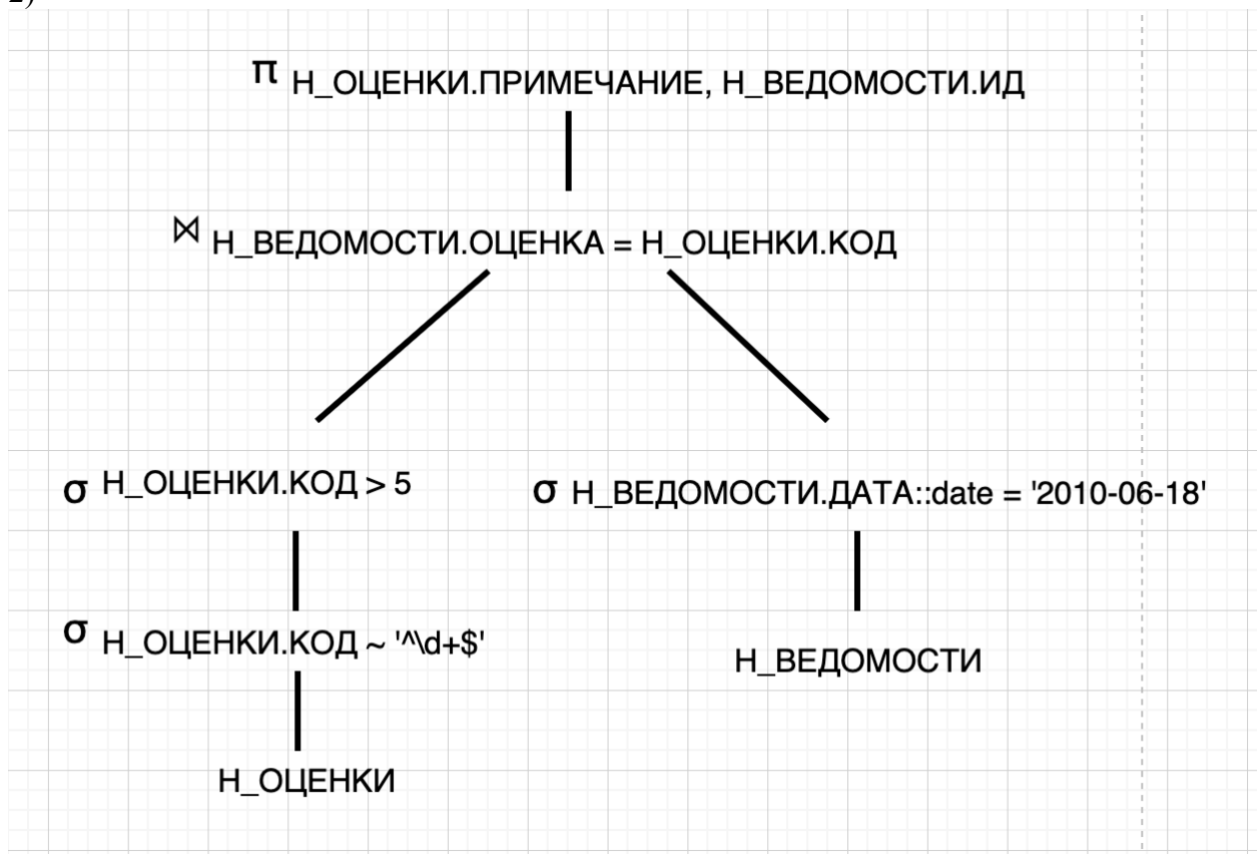 2)
π Н_ОЦЕНКИ.ПРИМЕЧАНИЕ, Н_ВЕДОМОСТИ.ИД
⋈ Н_ВЕДОМОСТИ.ОЦЕНКА = Н_ОЦЕНКИ.КОД
σ Н_ОЦЕНКИ.КОД > 5
σ Н_ВЕДОМОСТИ.ДАТА::date = '2010-06-18'
σ Н_ОЦЕНКИ.КОД ~ '^\d+$'
Н_ВЕДОМОСТИ
Н_ОЦЕНКИ